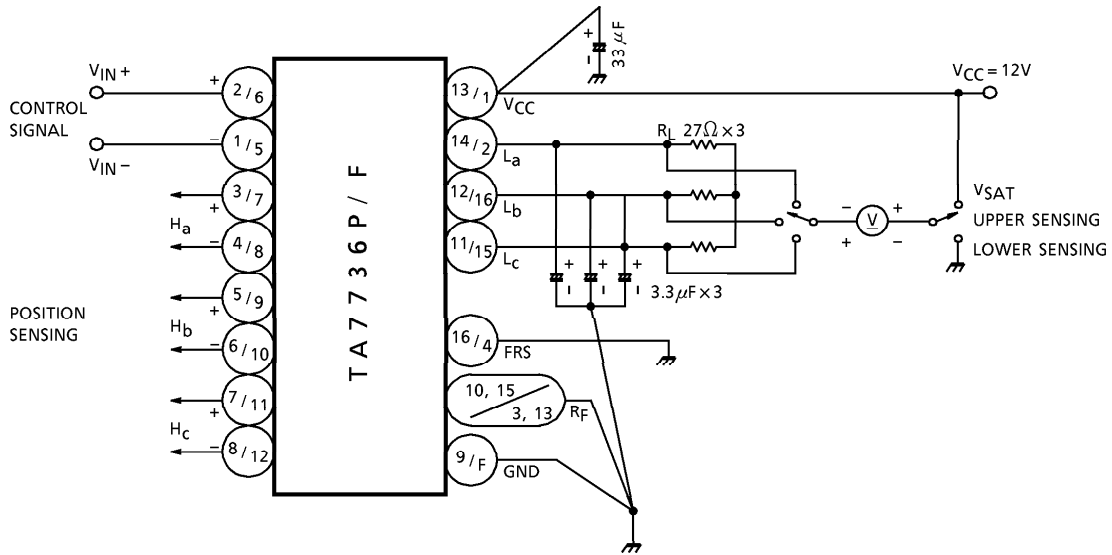 +
33 μF
-
VIN +
+
2/6
13/1
VCC
VCC = 12V
CONTROL
SIGNAL
-
1/5
14/2
La
RL 27Ω × 3
VIN -
3/7
+
12/16
Lb
-
V
+
VSAT
UPPER SENSING
Ha
-
4/8
11/15
Lc
+
-
LOWER SENSING
TA7736P/F
5/9
+
+
-
+
-
+
-
3.3 μF × 3
POSITION
SENSING
Hb
-
6/10
16/4
FRS
7/11
+
10, 15
3, 13
RF
Hc
-
8/12
9/F
GND